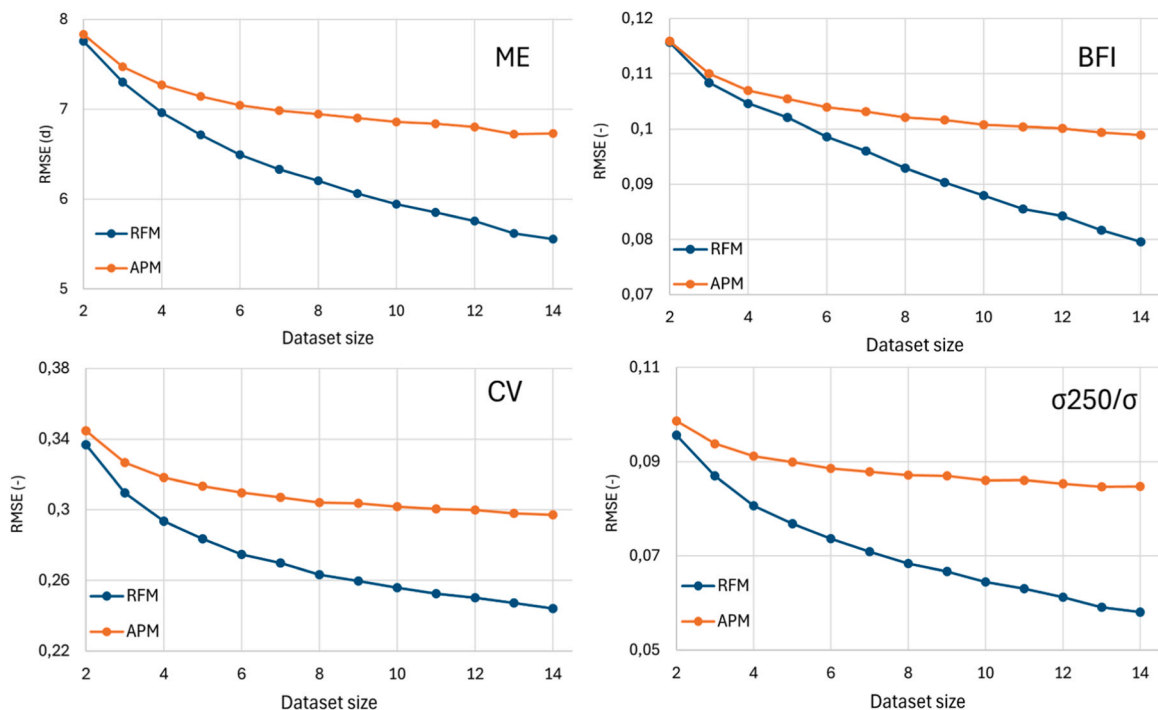 ME
8
7
6
5
RMSE (d)
RFM
APM
2 4 6 8 10 12 14
Dataset size
BFI
0,12
0,11
0,1
0,09
0,08
0,07
RMSE (-)
RFM
APM
2 4 6 8 10 12 14
Dataset size
CV
0,38
0,34
0,3
0,26
0,22
RMSE (-)
RFM
APM
2 4 6 8 10 12 14
Dataset size
σ250/σ
0,11
0,09
0,07
0,05
RMSE (-)
RFM
APM
2 4 6 8 10 12 14
Dataset size